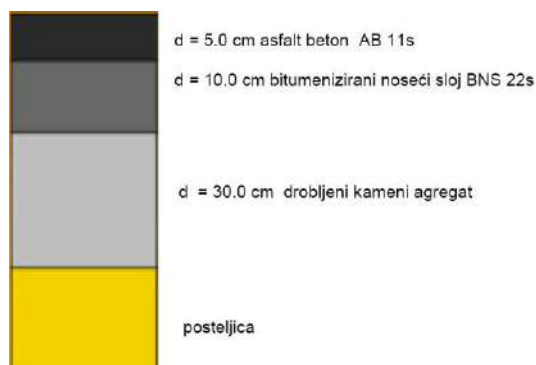 d = 5.0 cm asfalt beton AB 11s
d = 10.0 cm bitumenizirani noseći sloj BNS 22s
d = 30.0 cm drobljeni kameni agregat
posteljica